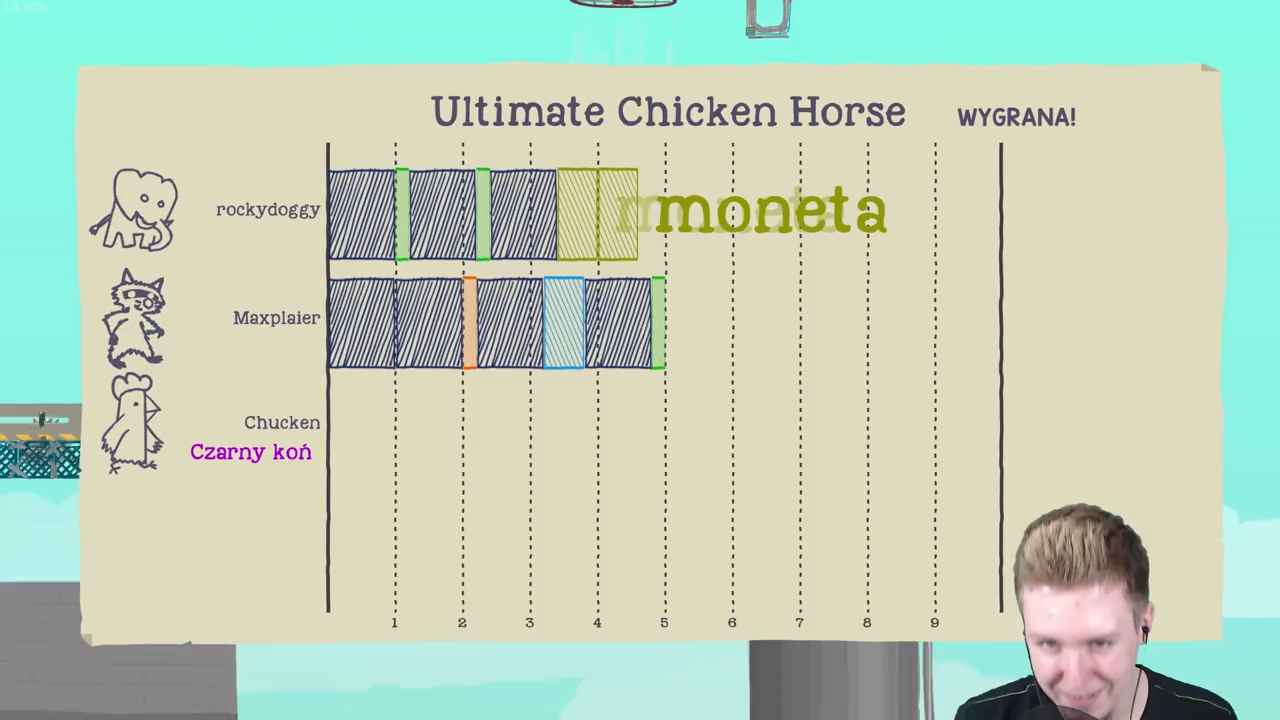 Ultimate Chicken Horse
WYGRANA!
rockydoggy
moneta
Maxplaier
Chucken
Czarny koń
1 2 3 4 5 6 7 8 9